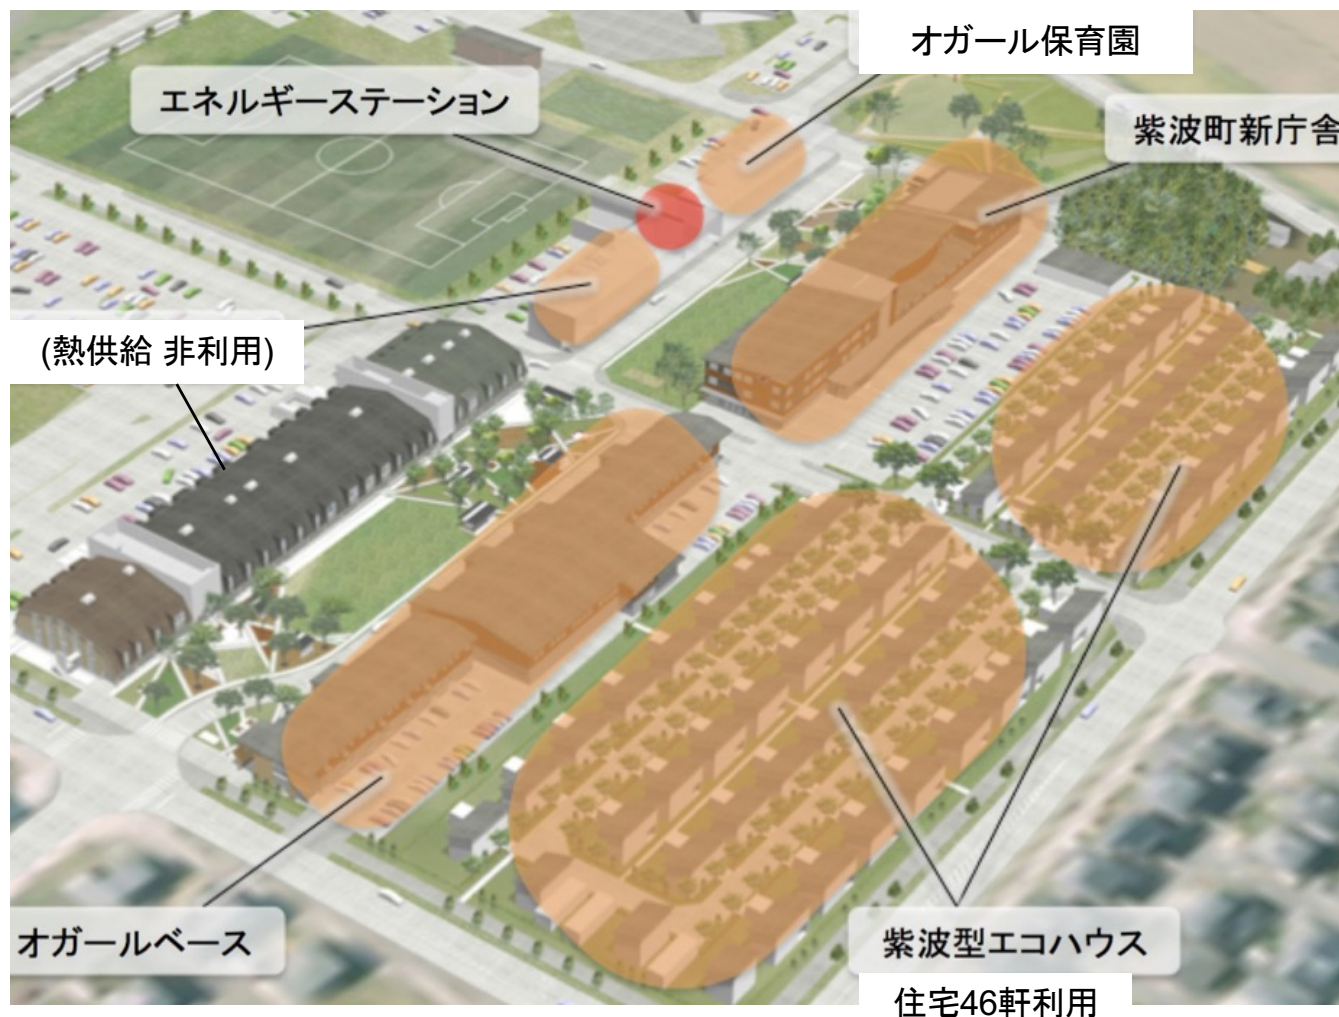 オガール保育園
エネルギーステーション
紫波町新庁舎
(熱供給 非利用)
オガールベース
紫波型エコハウス
住宅46軒利用